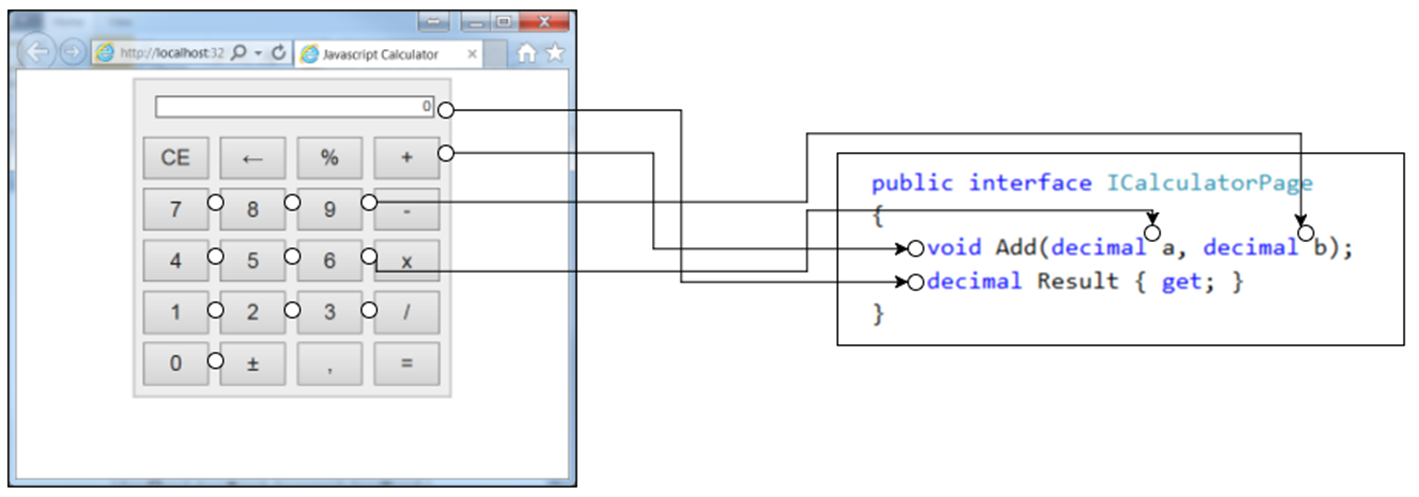 http://localhost:32
Javascript Calculator
0
CE ← % +
7 8 9 -
4 5 6 x
1 2 3 /
0 ± , =
public interface ICalculatorPage
{
void Add(decimal a, decimal b);
decimal Result { get; }
}